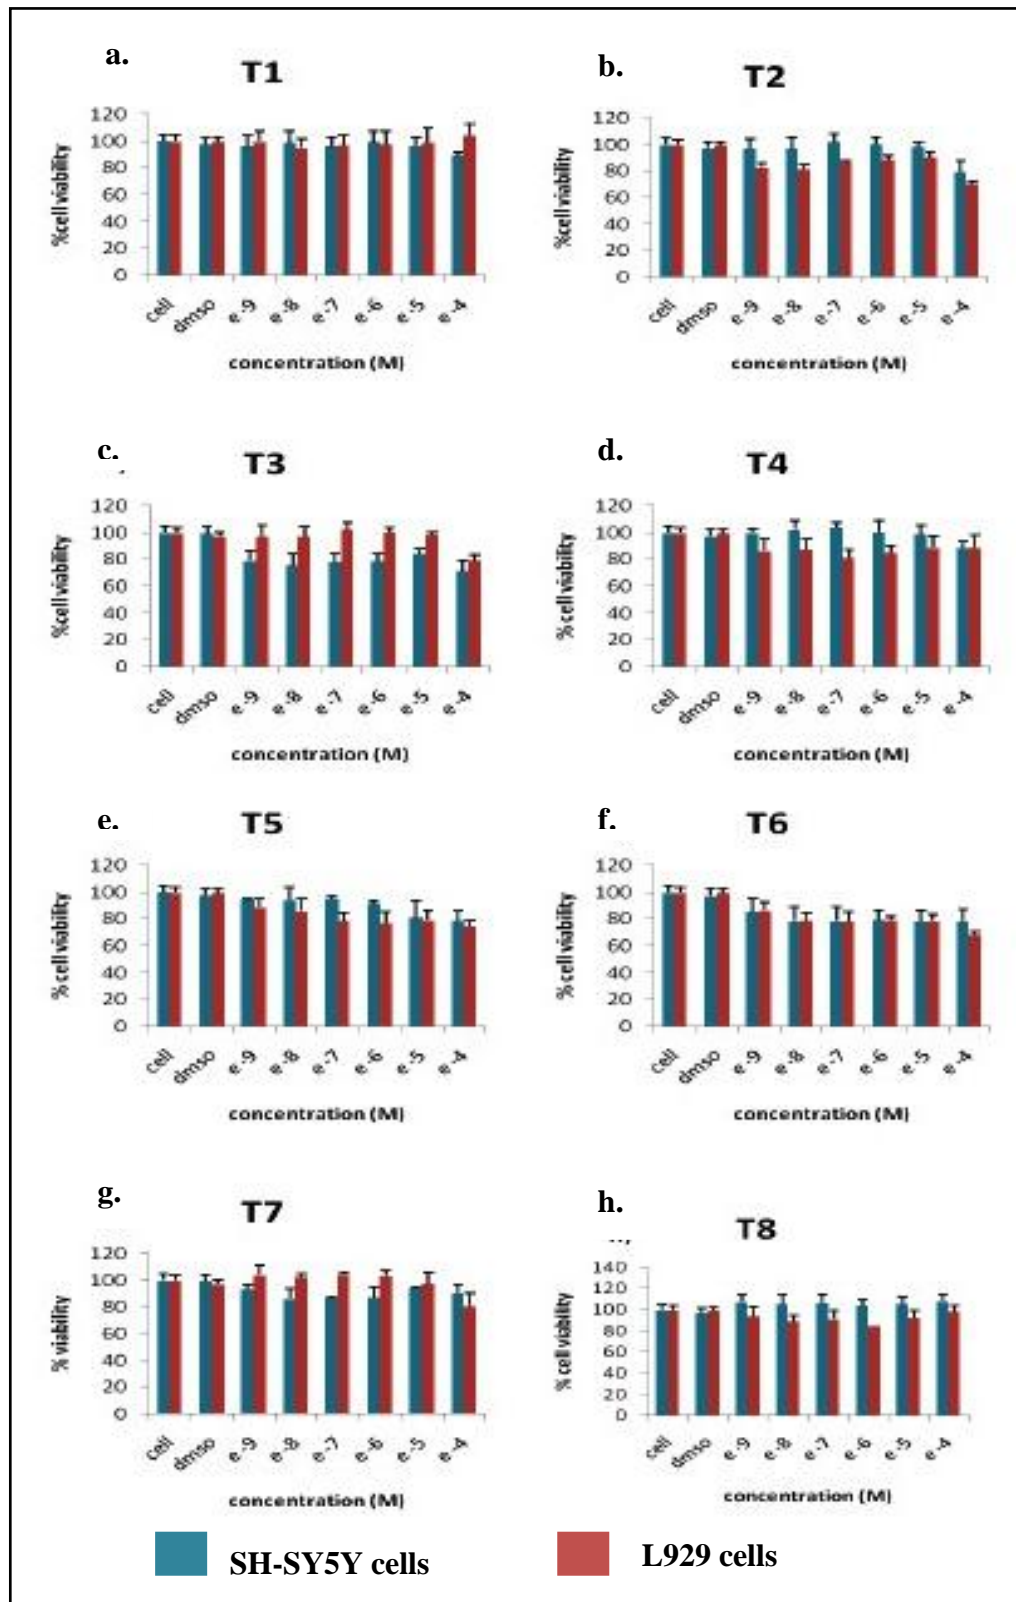 a.
T1
120
100
80
60
40
20
0
%cell viability
cell dmso e -9 e -8 e -7 e -6 e -5 e -4
concentration (M)
b.
T2
120
100
80
60
40
20
0
%cell viability
cell dmso e -9 e -8 e -7 e -6 e -5 e -4
concentration (M)
c.
T3
120
100
80
60
40
20
0
%cell viability
cell dmso e -9 e -8 e -7 e -6 e -5 e -4
concentration (M)
d.
T4
120
100
80
60
40
20
0
% cell viability
cell dmso e -9 e -8 e -7 e -6 e -5 e -4
concentration (M)
e.
T5
120
100
80
60
40
20
0
% cell viability
cell dmso e -9 e -8 e -7 e -6 e -5 e -4
concentration (M)
f.
T6
120
100
80
60
40
20
0
% cell viability
cell dmso e -9 e -8 e -7 e -6 e -5 e -4
concentration (M)
g.
T7
120
100
80
60
40
20
0
% viability
cell dmso e -9 e -8 e -7 e -6 e -5 e -4
concentration (M)
h.
T8
140
120
100
80
60
40
20
0
% cell viability
cell dmso e -9 e -8 e -7 e -6 e -5 e -4
concentration (M)
SH-SY5Y cells
L929 cells